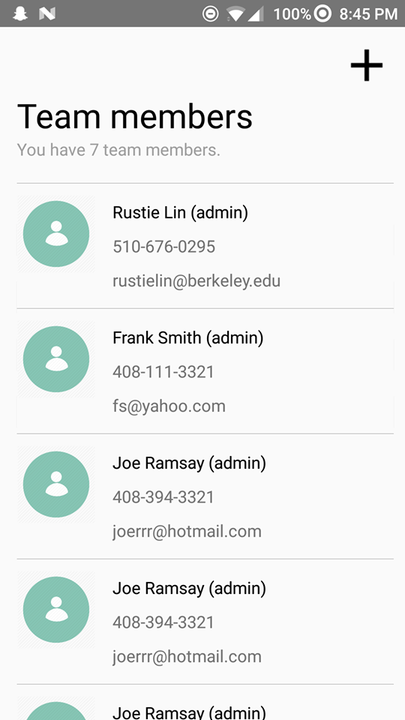 100% 8:45 PM
Team members
You have 7 team members.
Rustie Lin (admin)
510-676-0295
rustielin@berkeley.edu
Frank Smith (admin)
408-111-3321
fs@yahoo.com
Joe Ramsay (admin)
408-394-3321
joerrr@hotmail.com
Joe Ramsay (admin)
408-394-3321
joerrr@hotmail.com
Joe Ramsay (admin)